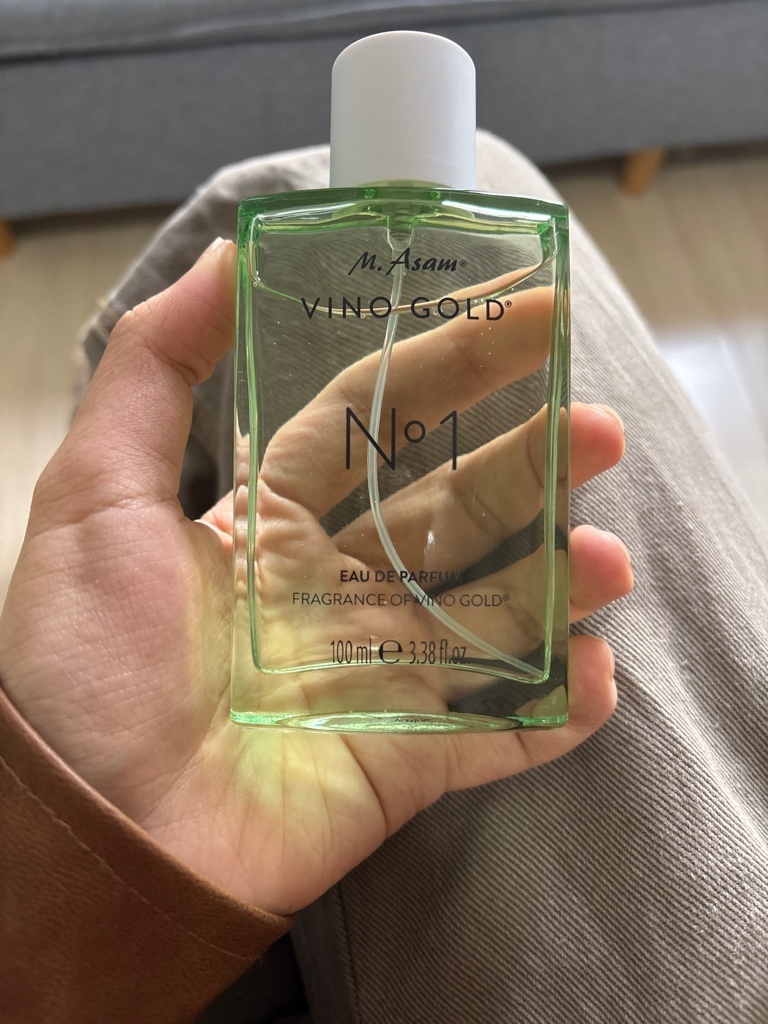 M. Asam®
VINO GOLD®
Nº1
EAU DE PARFUM
FRAGRANCE OF VINO GOLD®
100 ml ℮ 3.38 fl.oz.